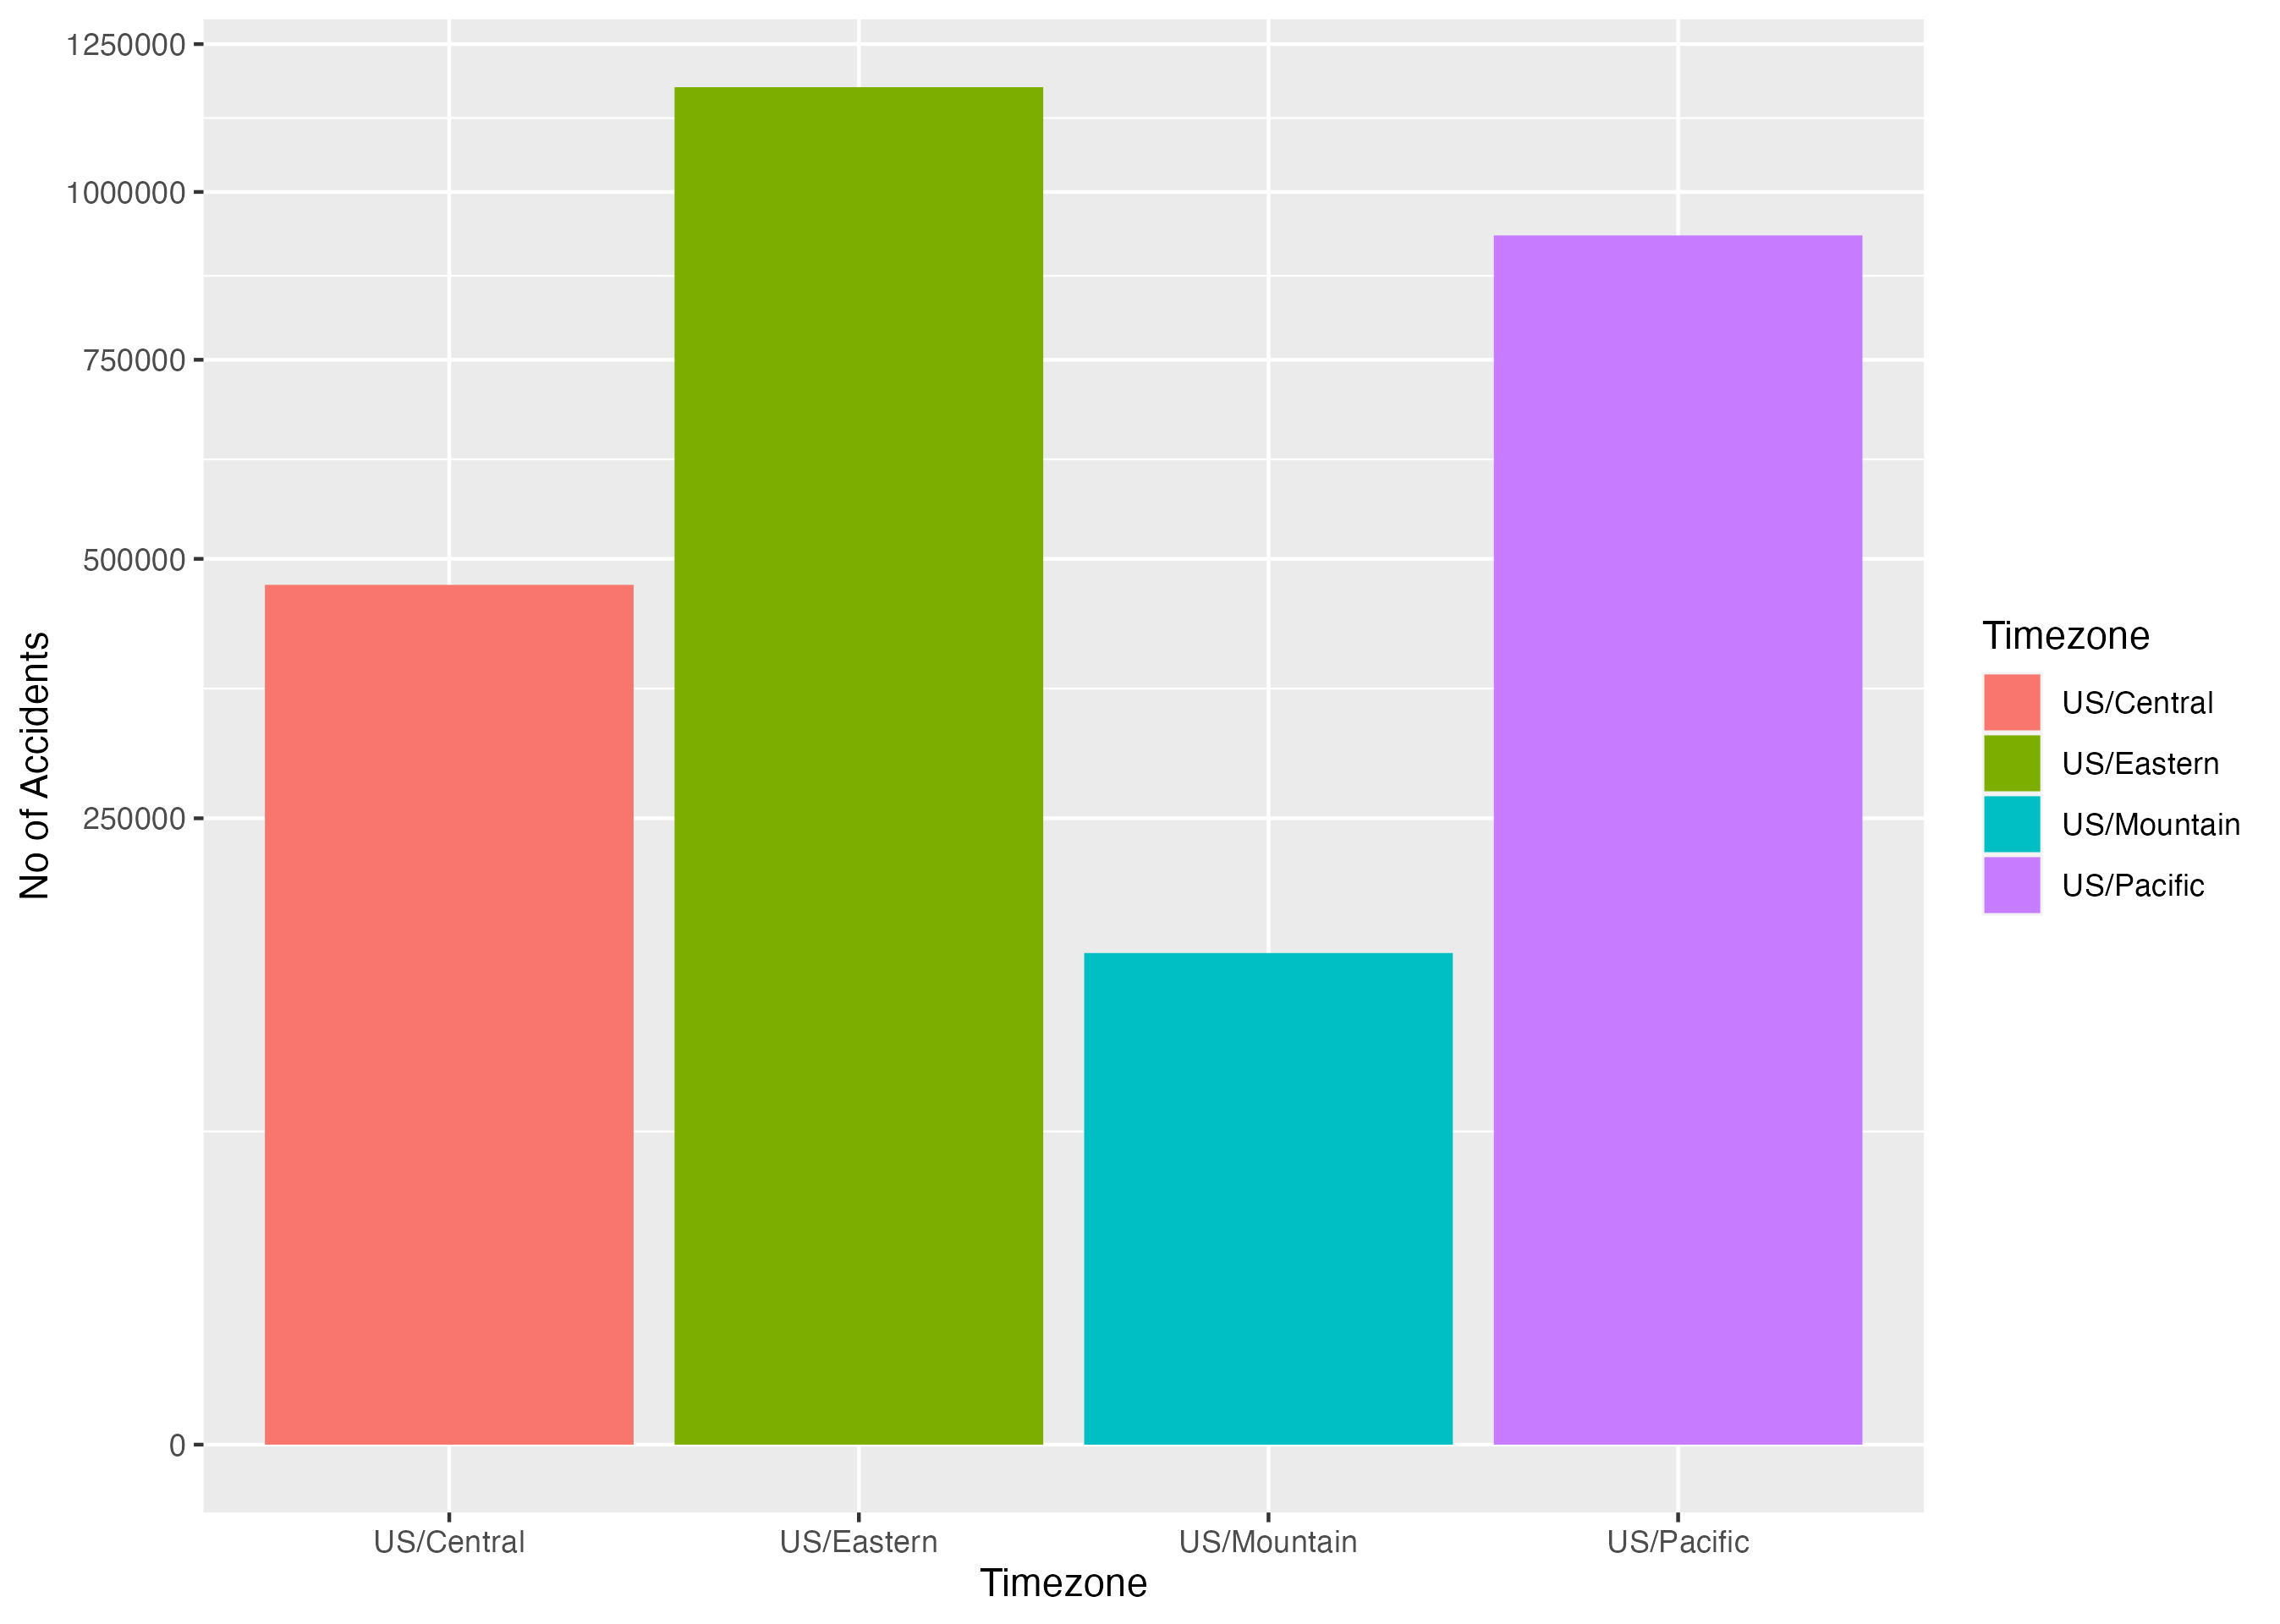 1250000
1000000
750000
500000
250000
0
No of Accidents
US/Central
US/Eastern
US/Mountain
US/Pacific
Timezone
Timezone
US/Central
US/Eastern
US/Mountain
US/Pacific